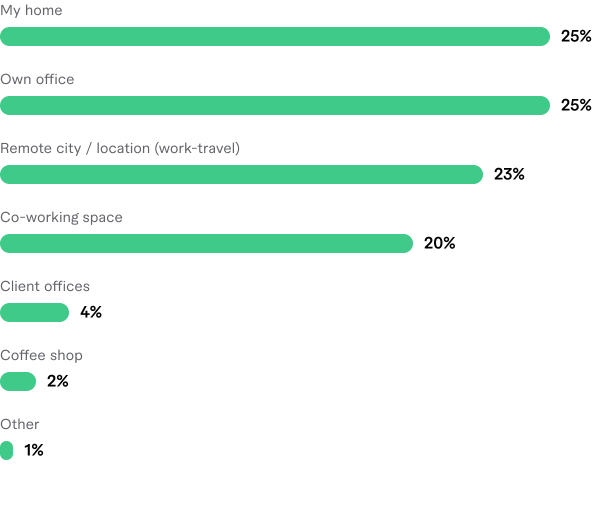 My home
25%
Own office
25%
Remote city / location (work-travel)
23%
Co-working space
20%
Client offices
4%
Coffee shop
2%
Other
1%